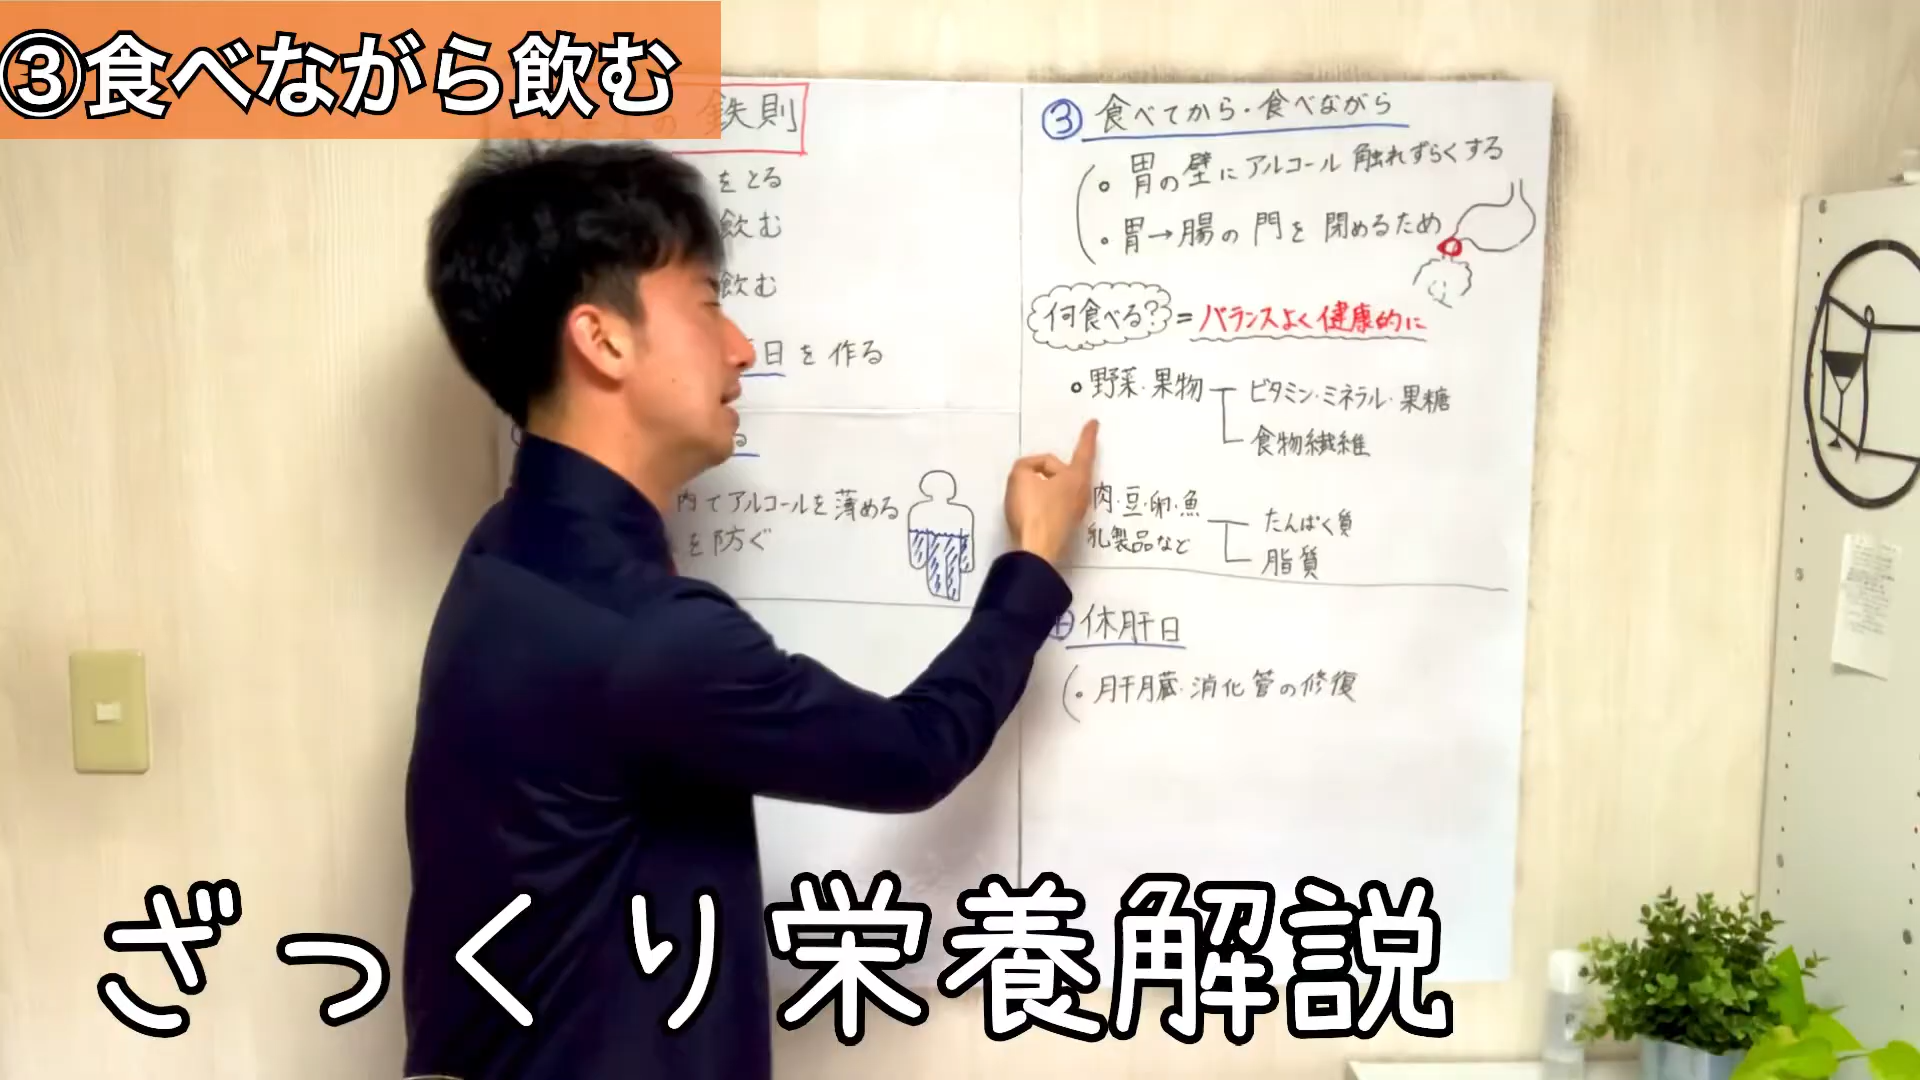 ③食べながら飲む
の 鉄則
をとる
飲む
飲む
日を作る
内でアルコールを薄める
を防ぐ
③ 食べてから・食べながら
・胃の壁にアルコール触れずらくする
・胃→腸の門を閉めるため
何食べる?=バランスよく健康的に
・野菜・果物
ビタミン・ミネラル・果糖
食物繊維
肉・豆・卵・魚
乳製品など
たんぱく質
脂質
休肝日
・肝臓・消化管の修復
ざっくり栄養解説